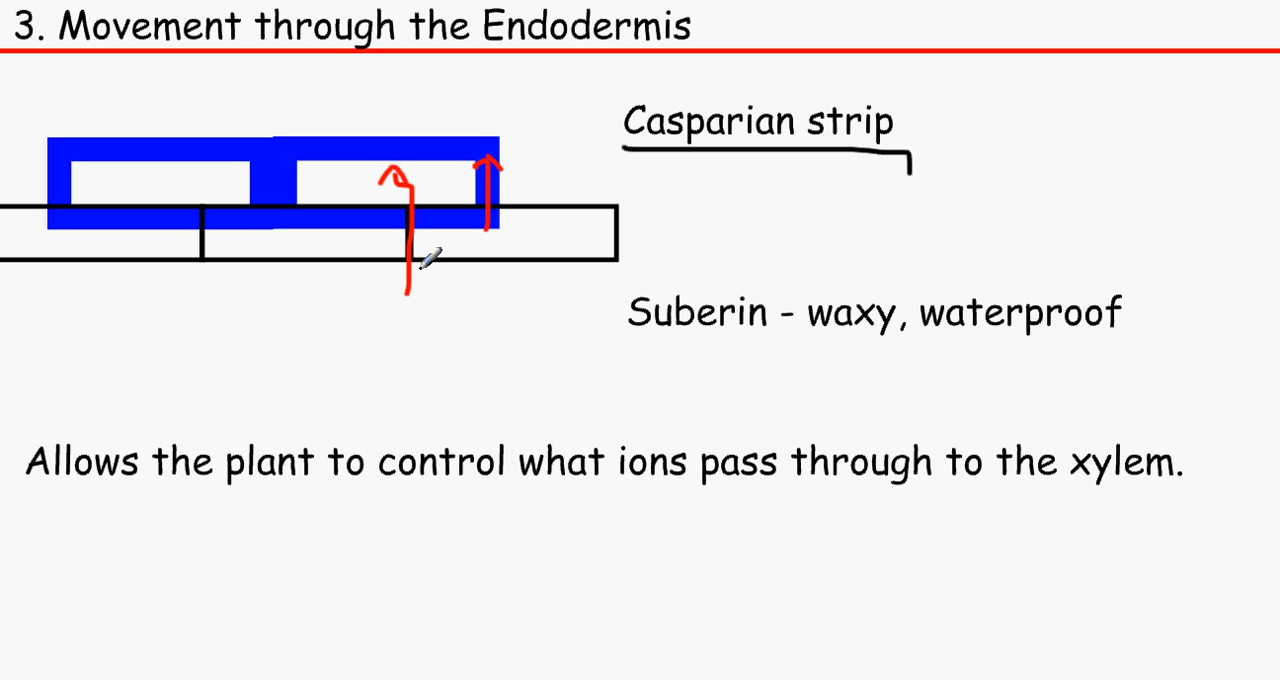 3. Movement through the Endodermis
Casparian strip
Suberin - waxy, waterproof
Allows the plant to control what ions pass through to the xylem.